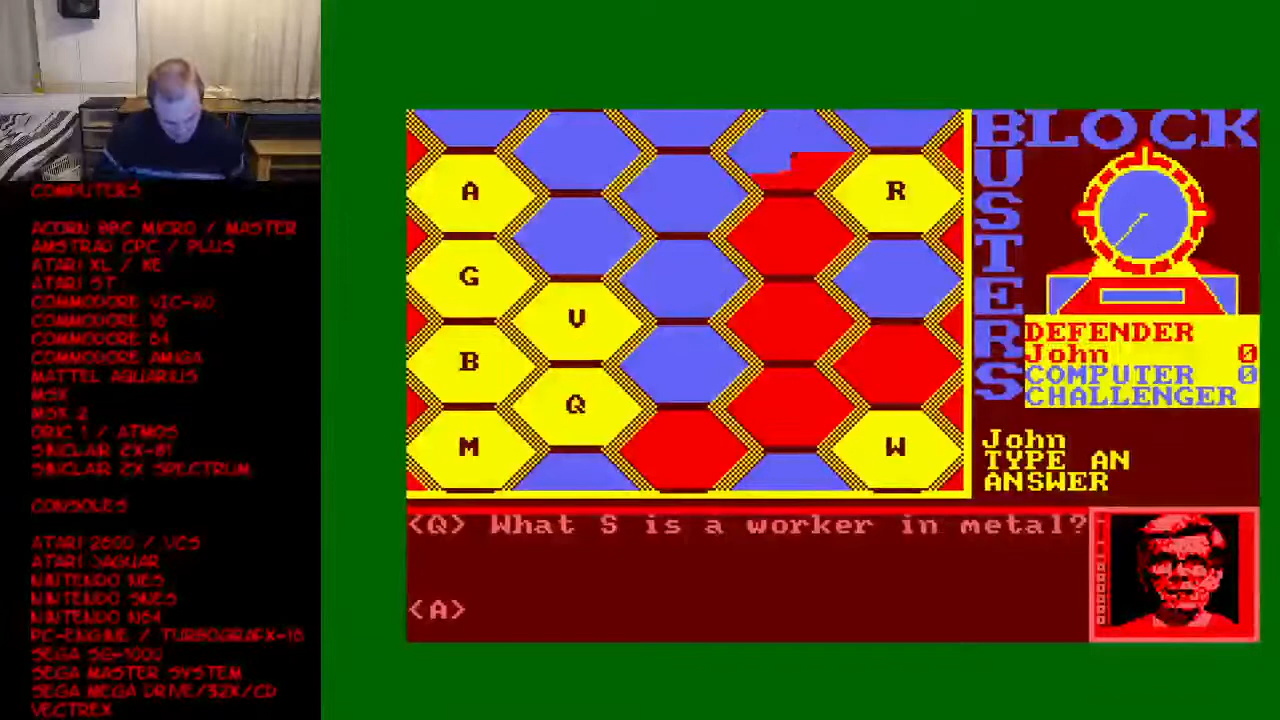 COMPUTERS
ACORN BBC MICRO / MASTER
AMSTRAD CPC / PLUS
ATARI XL / XE
ATARI ST
COMMODORE VIC-20
COMMODORE 16
COMMODORE 64
COMMODORE AMIGA
MATTEL AQUARIUS
MSX
MSX 2
ORIC 1 / ATMOS
SINCLAIR ZX-81
SINCLAIR ZX SPECTRUM
CONSOLES
ATARI 2600 / VCS
ATARI JAGUAR
NINTENDO NES
NINTENDO SNES
NINTENDO N64
PC-ENGINE / TURBOGRAFX-16
SEGA SG-1000
SEGA MASTER SYSTEM
SEGA MEGA DRIVE/32X/CD
VECTREX
A
R
G
V
B
Q
M
W
BLOCK
BUSTERS
DEFENDER
John 0
COMPUTER 0
CHALLENGER
John
TYPE AN
ANSWER
<Q> What S is a worker in metal?
<A>